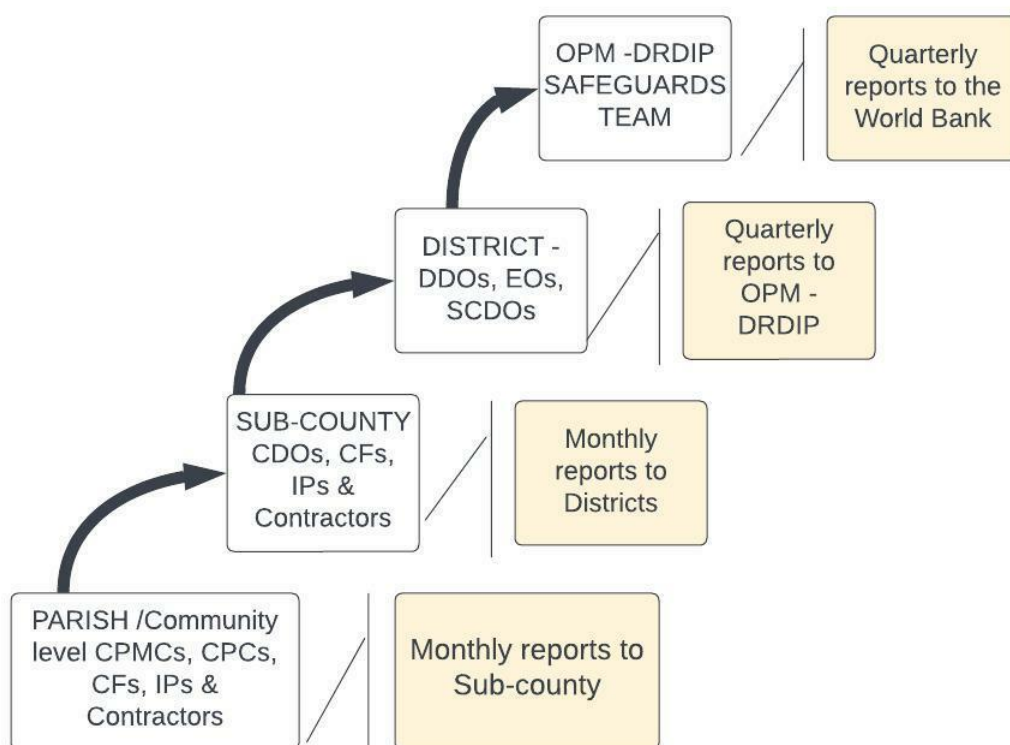 OPM -DRDIP
SAFEGUARDS
TEAM
Quarterly
reports to the
World Bank
DISTRICT -
DDOs, EOs,
SCDOs
Quarterly
reports to
OPM -
DRDIP
SUB-COUNTY
CDOs, CFs,
IPs &
Contractors
Monthly
reports to
Districts
PARISH /Community
level CPMCs, CPCs,
CFs, IPs &
Contractors
Monthly reports to
Sub-county